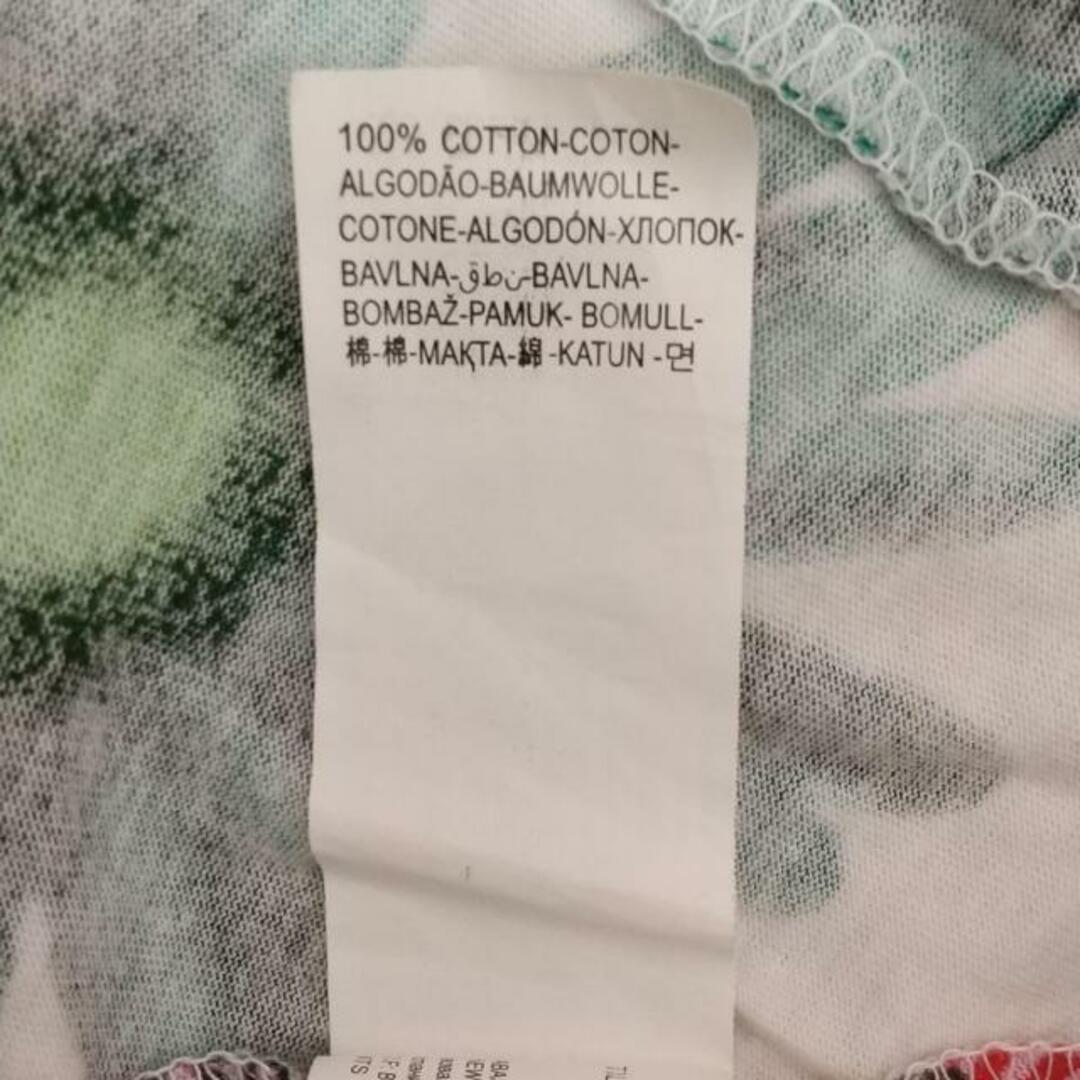 100% COTTON-COTON-
ALGODÃO-BAUMWOLLE-
COTONE-ALGODÓN-ХЛОПОК-
BAVLNA-قطن-BAVLNA-
BOMBAŽ-PAMUK- BOMULL-
棉-棉-МАҚТА-綿-KATUN -면